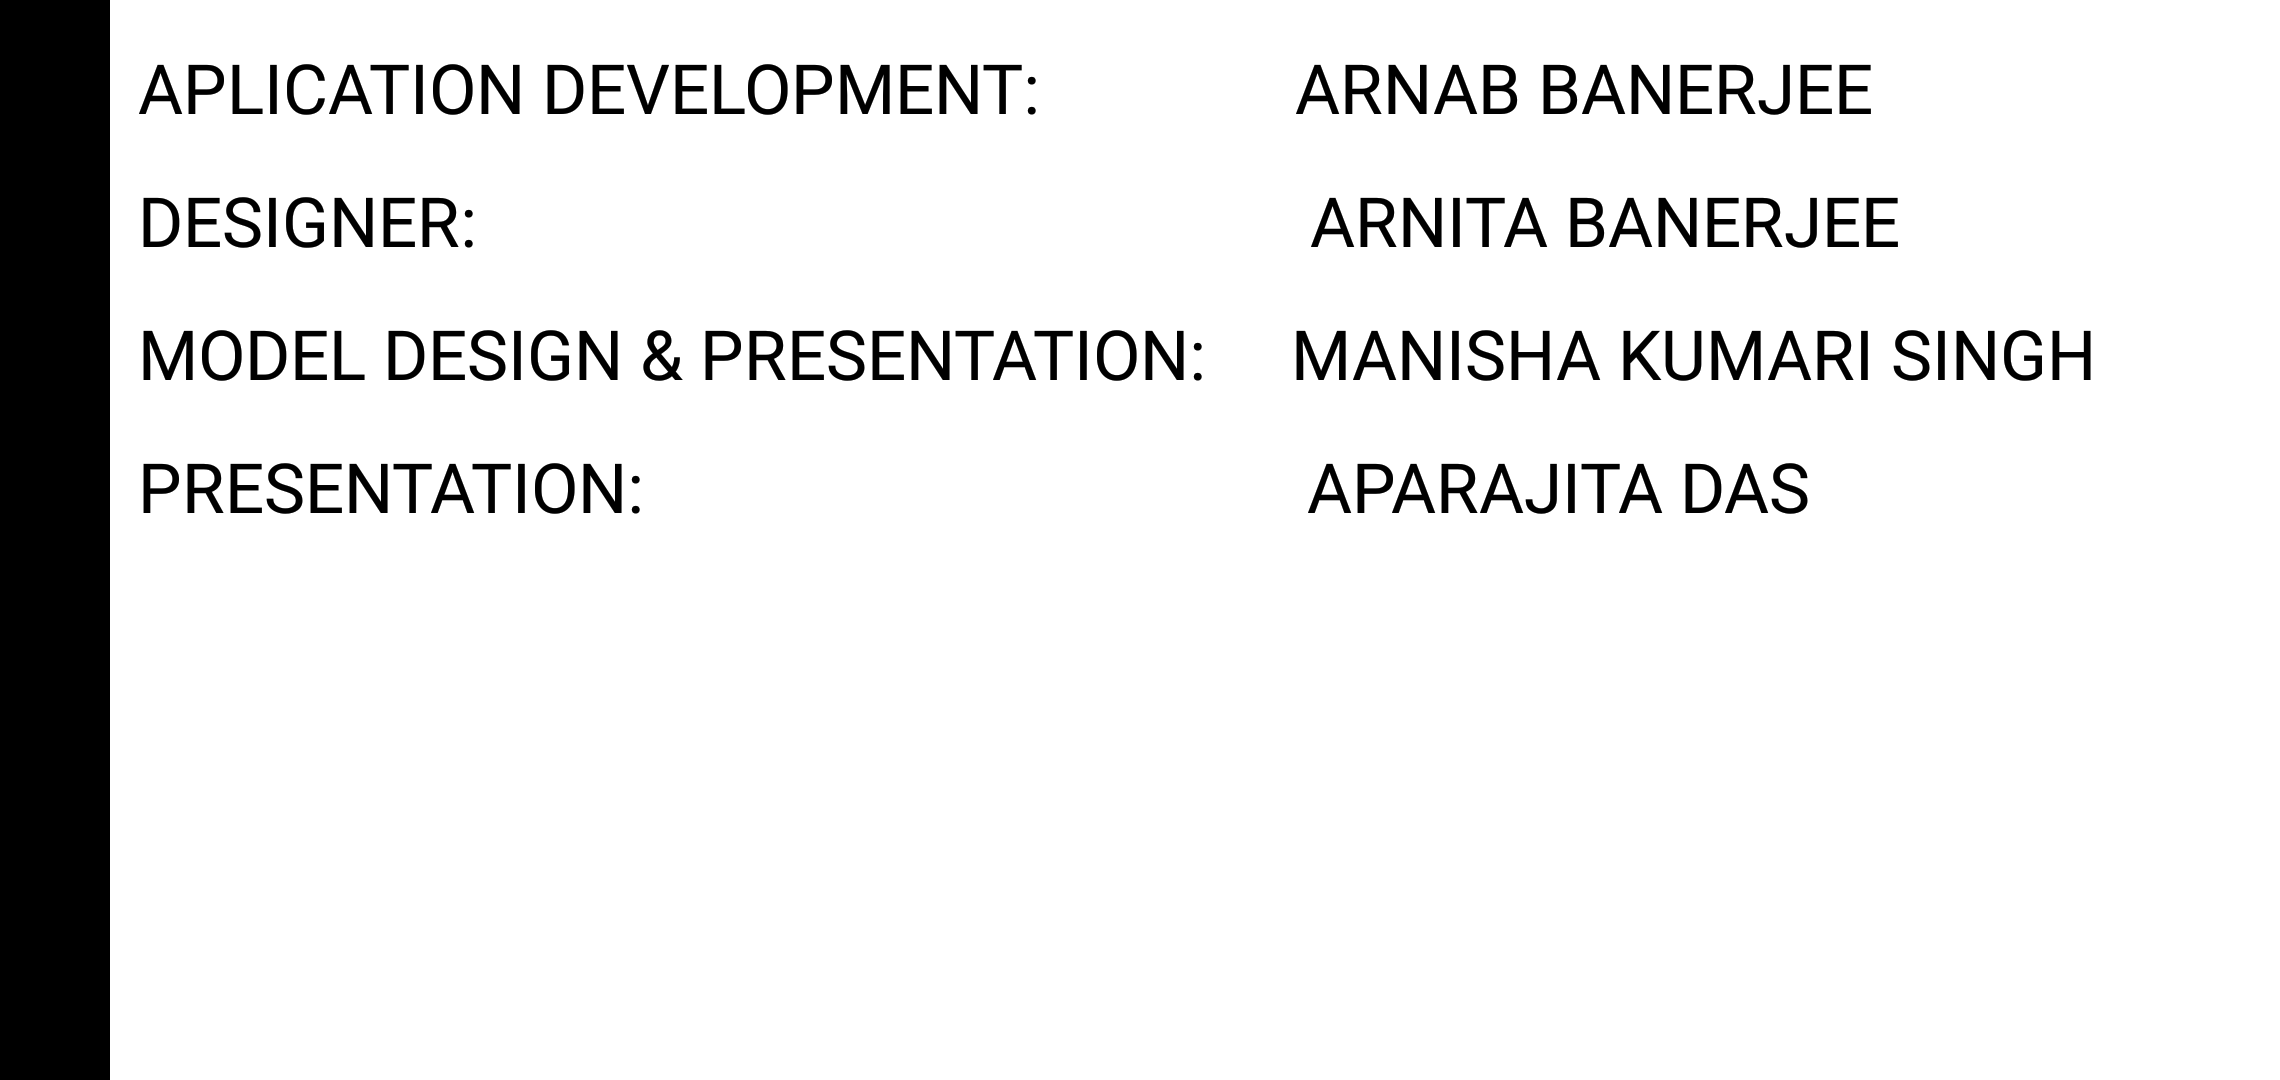 APLICATION DEVELOPMENT: ARNAB BANERJEE
DESIGNER: ARNITA BANERJEE
MODEL DESIGN & PRESENTATION: MANISHA KUMARI SINGH
PRESENTATION: APARAJITA DAS